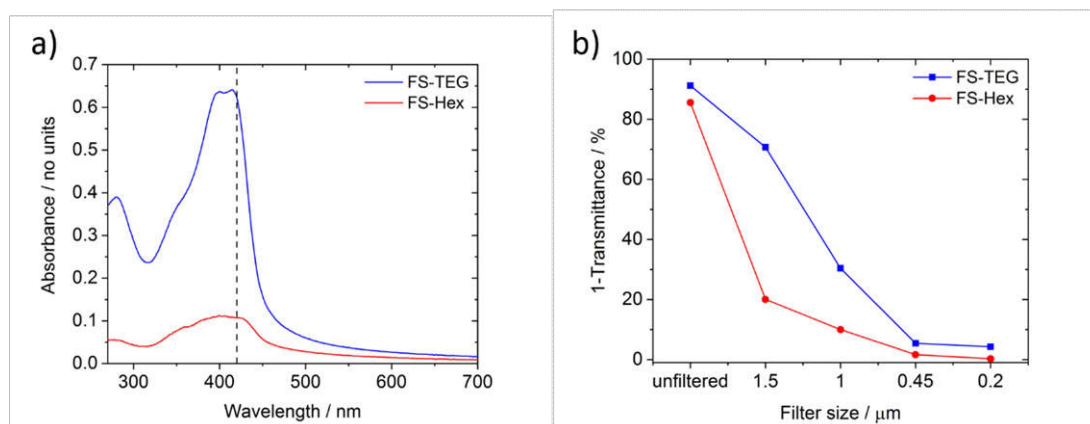 a)
0.7
0.6
0.5
0.4
0.3
0.2
0.1
0.0
Absorbance / no units
FS-TEG
FS-Hex
300 400 500 600 700
Wavelength / nm
b)
100
80
60
40
20
0
1-Transmittance / %
FS-TEG
FS-Hex
unfiltered 1.5 1 0.45 0.2
Filter size / μm